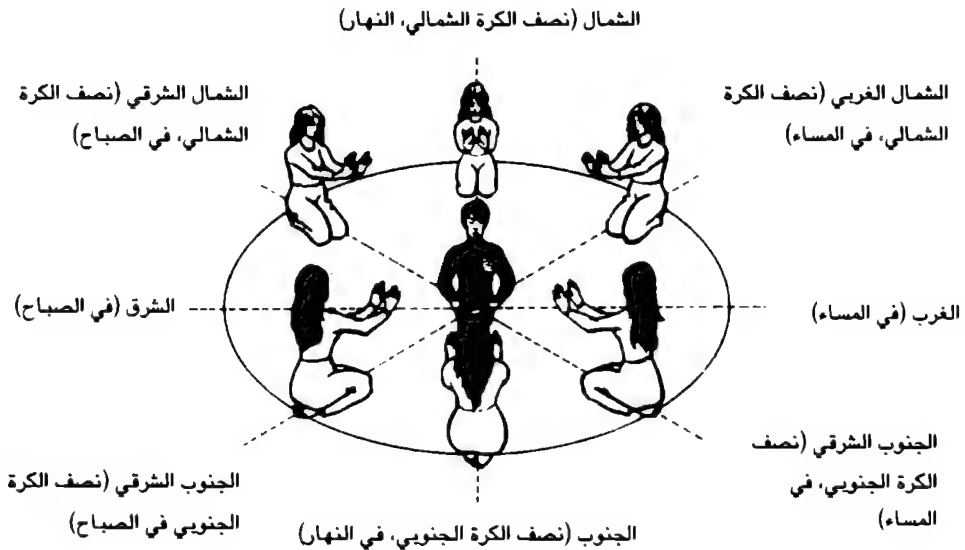 الشمال (نصف الكرة الشمالي، النهار)
الشمال الغربي (نصف الكرة
الشمالي، في المساء)
الشمال الشرقي (نصف الكرة
الشمالي، في الصباح)
الغرب (في المساء)
الشرق (في الصباح)
الجنوب الشرقي (نصف
الكرة الجنوبي، في
المساء)
الجنوب الشرقي (نصف الكرة
الجنوبي في الصباح)
الجنوب (نصف الكرة الجنوبي، في النهار)